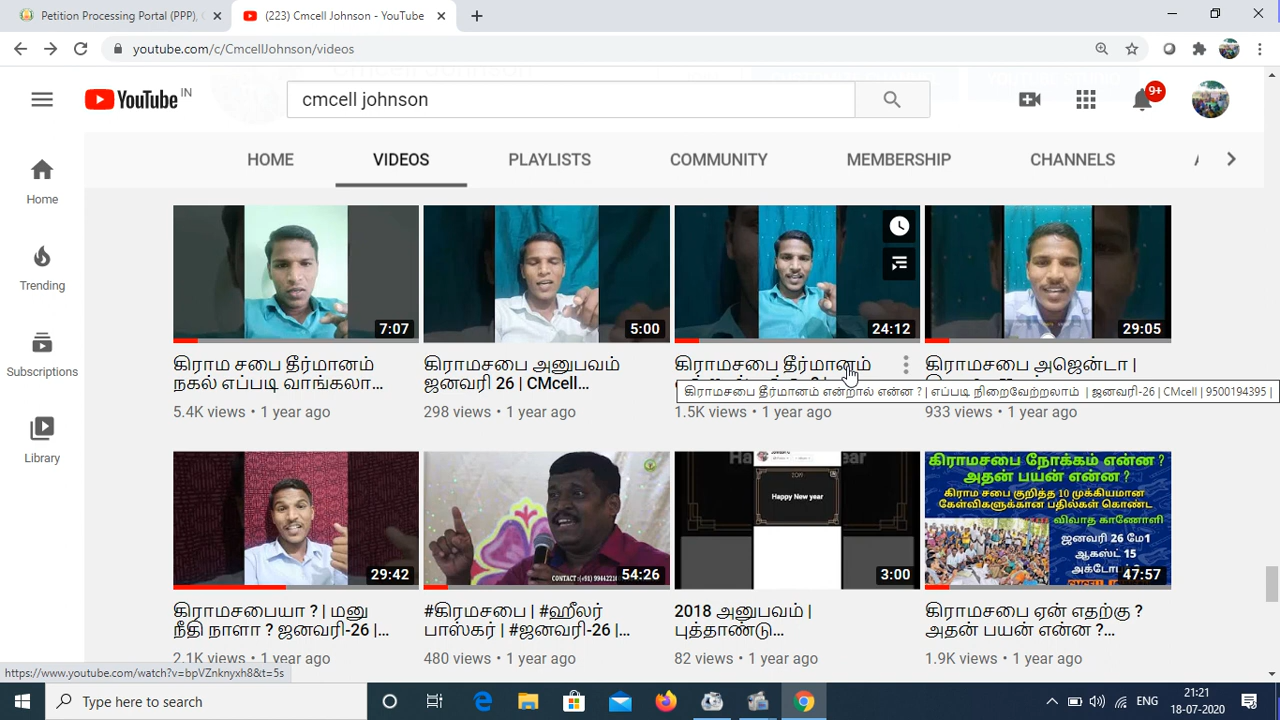 Petition Processing Portal (PPP),
(223) Cmcell Johnson - YouTube
youtube.com/c/CmcellJohnson/videos
YouTube IN
cmcell johnson
9+
HOME
VIDEOS
PLAYLISTS
COMMUNITY
MEMBERSHIP
CHANNELS
Home
Trending
Subscriptions
Library
7:07
5:00
24:12
29:05
கிராம சபை தீர்மானம்
நகல் எப்படி வாங்கலா...
5.4K views • 1 year ago
கிராமசபை அனுபவம்
ஜனவரி 26 | CMcell...
298 views • 1 year ago
கிராமசபை தீர்மானம்
கிராமசபை தீர்மானம் என்றால் என்ன ? | எப்படி நிறைவேற்றலாம் | ஜனவரி-26 | CMcell | 9500194395 |
1.5K views • 1 year ago
கிராமசபை அஜெண்டா |
933 views • 1 year ago
29:42
CONTACT :(+91)
54:26
2019
Happy New year
3:00
கிராமசபை நோக்கம் என்ன ?
அதன் பயன் என்ன ?
கிராம சபை குறித்த 10 முக்கியமான
கேள்விகளுக்கான பதில்கள் கொண்ட
விவாத காணோளி
ஜனவரி 26 மே1
ஆகஸ்ட் 15
47:57
கிராமசபையா ? | மனு
நீதி நாளா ? ஜனவரி-26 |...
2.1K views • 1 year ago
#கிரமசபை | #ஹீலர்
பாஸ்கர் | #ஜனவரி-26 |...
480 views • 1 year ago
2018 அனுபவம் |
புத்தாண்டு...
82 views • 1 year ago
கிராமசபை ஏன் எதற்கு ?
அதன் பயன் என்ன ?...
1.9K views • 1 year ago
https://www.youtube.com/watch?v=bpVZnknyxh8&t=5s
Type here to search
ENG
21:21
18-07-2020